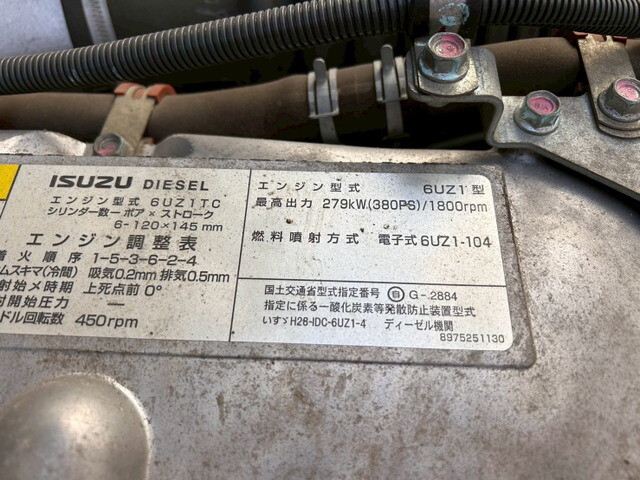 ISUZU DIESEL
エンジン型式 6UZ1TC
シリンダ数ーボア×ストローク
6-120×145mm
エンジン調整表
着火順序 1-5-3-6-2-4
ムスキマ(冷間) 吸気0.2mm 排気0.5mm
射始メ時期 上死点前0°
射開始圧力 ー
ドル回転数 450rpm
エンジン型式 6UZ1型
最高出力 279kW(380PS)/1800rpm
燃料噴射方式 電子式6UZ1-104
国土交通省型式指定番号 自 G-2884
指定に係る一酸化炭素等発散防止装置型式
いすゞH26-IDC-6UZ1-4 ディーゼル機関
8975251130